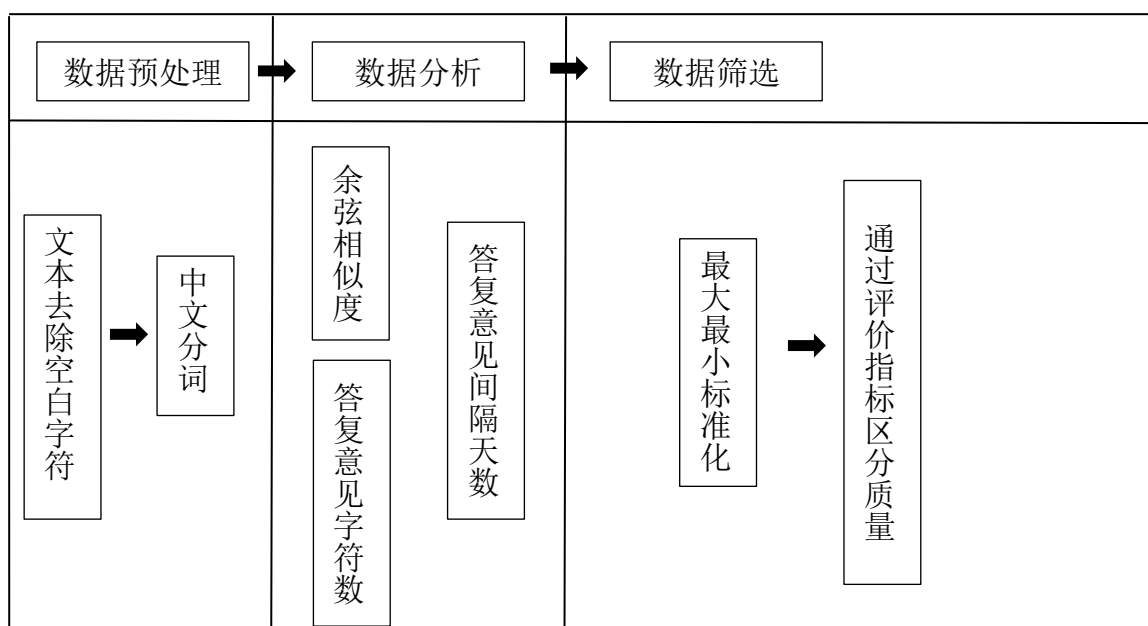 数据预处理
数据分析
数据筛选
文本去除空白字符
中文分词
余弦相似度
答复意见字符数
答复意见间隔天数
最大最小标准化
通过评价指标区分质量